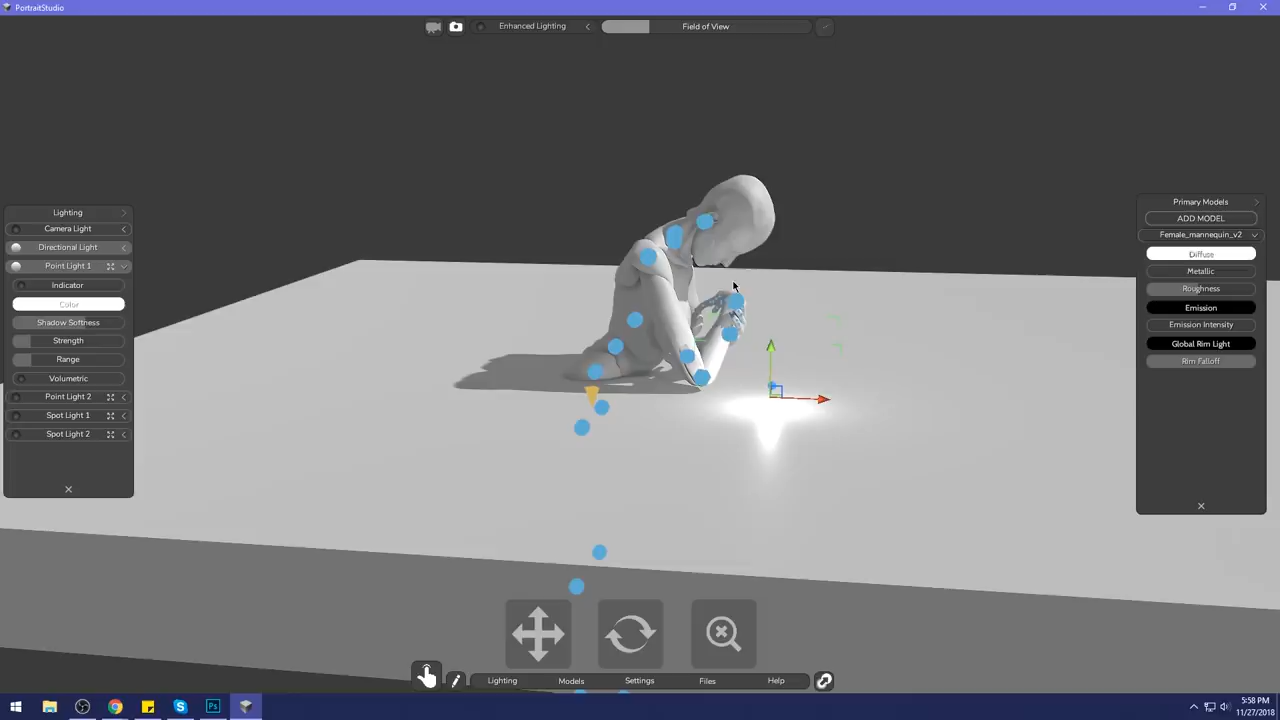 PortraitStudio
Enhanced Lighting
Field of View
Lighting
Camera Light
Directional Light
Point Light 1
Indicator
Color
Shadow Softness
Strength
Range
Volumetric
Point Light 2
Spot Light 1
Spot Light 2
Primary Models
ADD MODEL
Female_mannequin_v2
Diffuse
Metallic
Roughness
Emission
Emission Intensity
Global Rim Light
Rim Falloff
Lighting
Models
Settings
Files
Help
Ps
5:58 PM
11/27/2018